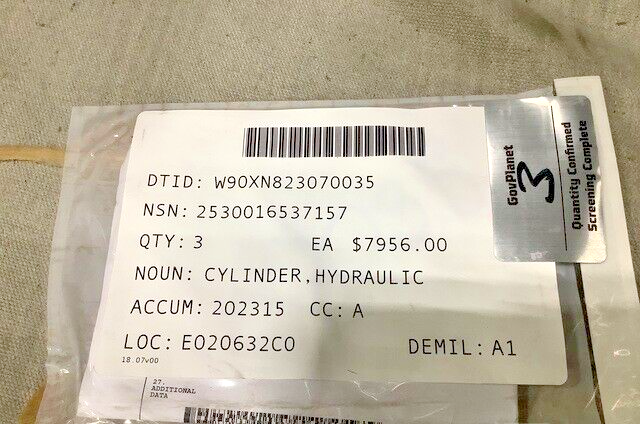 DTID: W90XN823070035
NSN: 2530016537157
QTY: 3 EA $7956.00
NOUN: CYLINDER,HYDRAULIC
ACCUM: 202315 CC: A
LOC: E020632C0 DEMIL: A1
18.07v00
27.
ADDITIONAL
DATA
GovPlanet
3
Quantity Confirmed
Screening Complete